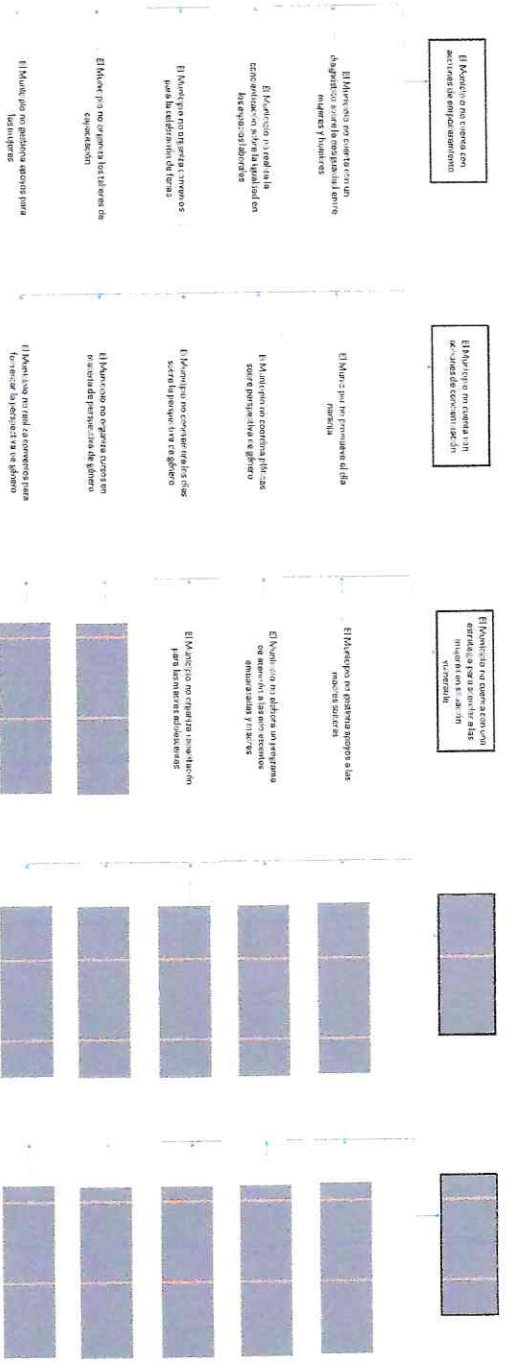 El Municipio no cuenta con
acciones de empoderamiento
El Municipio no cuenta con un
diagnóstico sobre la desigualdad entre
mujeres y hombres
El Municipio no realiza la
concientización sobre la igualdad en
los espacios laborales
El Municipio no organiza convenios
para la celebración de ferias
El Municipio no organiza los talleres de
capacitación
El Municipio no gestiona apoyos para
las mujeres
El Municipio no cuenta con
acciones de concientización
El Municipio no promueve el día
naranja
El Municipio no coordina pláticas
sobre perspectiva de género
El Municipio no conmemora los días
sobre la perspectiva de género
El Municipio no organiza cursos en
materia de perspectiva de género
El Municipio no realiza convenios para
fomentar la perspectiva de género
El Municipio no cuenta con una
estrategia para atender a las
mujeres en situación
vulnerable
El Municipio no gestiona apoyos a las
madres solteras
El Municipio no elabora un programa
de atención a las adolescentes
embarazadas y madres
El Municipio no organiza capacitación
para las madres adolescentes